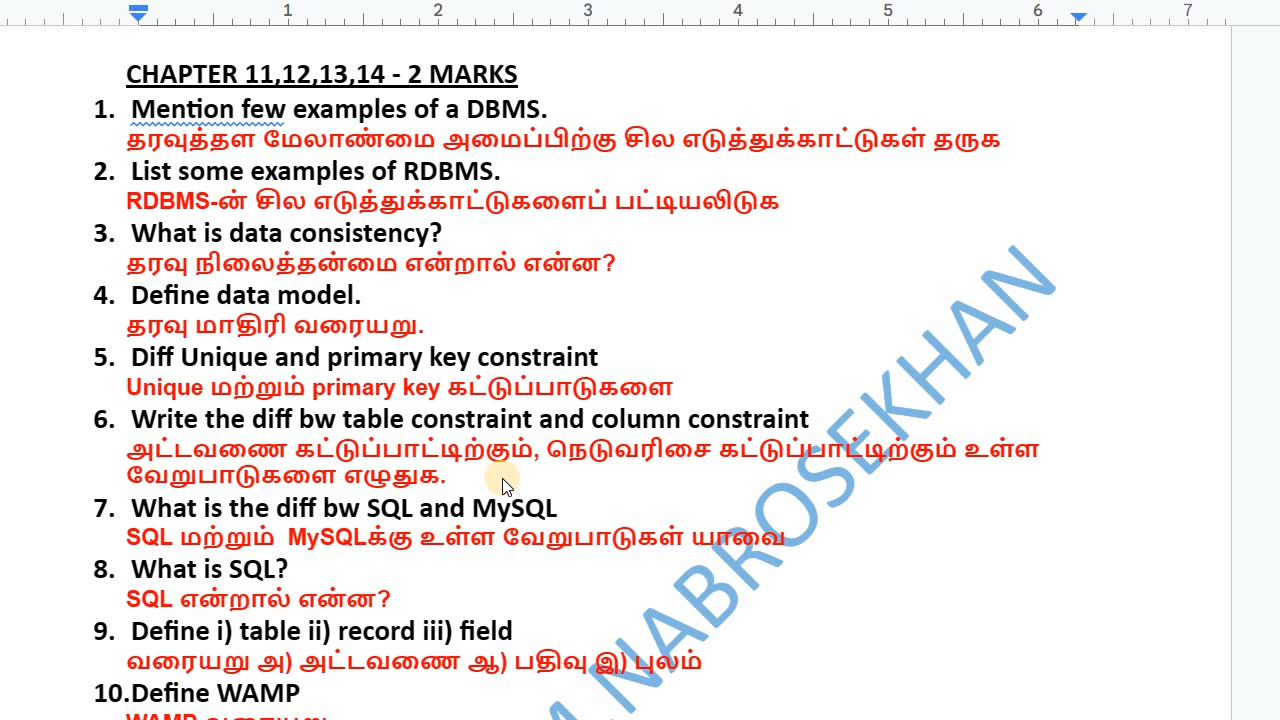 1 2 3 4 5 6 7
CHAPTER 11,12,13,14 - 2 MARKS
1. Mention few examples of a DBMS.
தரவுத்தள மேலாண்மை அமைப்பிற்கு சில எடுத்துக்காட்டுகள் தருக
2. List some examples of RDBMS.
RDBMS-ன் சில எடுத்துக்காட்டுகளைப் பட்டியலிடுக
3. What is data consistency?
தரவு நிலைத்தன்மை என்றால் என்ன?
4. Define data model.
தரவு மாதிரி வரையறு.
5. Diff Unique and primary key constraint
Unique மற்றும் primary key கட்டுப்பாடுகளை
6. Write the diff bw table constraint and column constraint
அட்டவணை கட்டுப்பாட்டிற்கும், நெடுவரிசை கட்டுப்பாட்டிற்கும் உள்ள
வேறுபாடுகளை எழுதுக.
7. What is the diff bw SQL and MySQL
SQL மற்றும் MySQLக்கு உள்ள வேறுபாடுகள் யாவை
8. What is SQL?
SQL என்றால் என்ன?
9. Define i) table ii) record iii) field
வரையறு அ) அட்டவணை ஆ) பதிவு இ) புலம்
10.Define WAMP
WAMP வரையறு
M.NABROSEKHAN